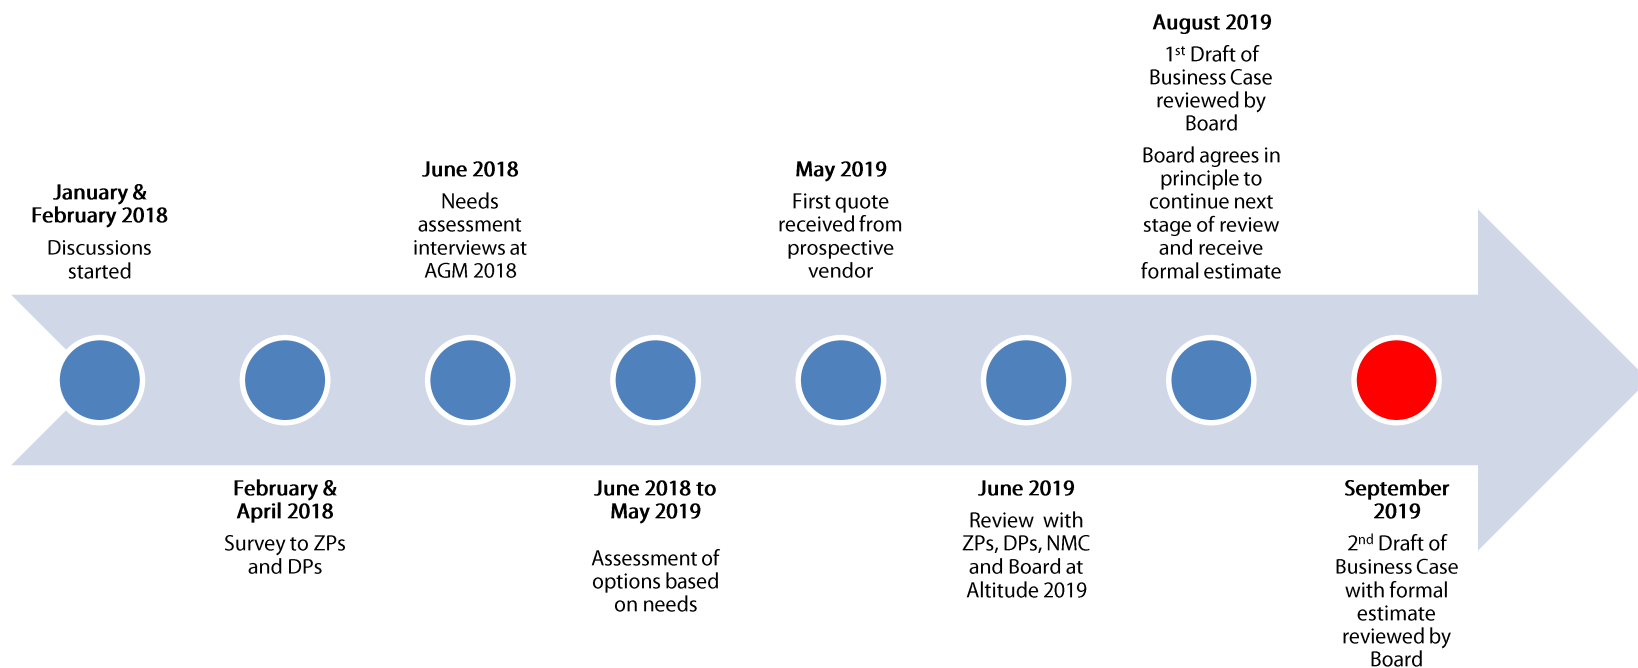 January &
February 2018
Discussions
started
February &
April 2018
Survey to ZPs
and DPs
June 2018
Needs
assessment
interviews at
AGM 2018
June 2018 to
May 2019
Assessment of
options based
on needs
May 2019
First quote
received from
prospective
vendor
June 2019
Review with
ZPs, DPs, NMC
and Board at
Altitude 2019
August 2019
1st Draft of
Business Case
reviewed by
Board
Board agrees in
principle to
continue next
stage of review
and receive
formal estimate
September
2019
2nd Draft of
Business Case
with formal
estimate
reviewed by
Board